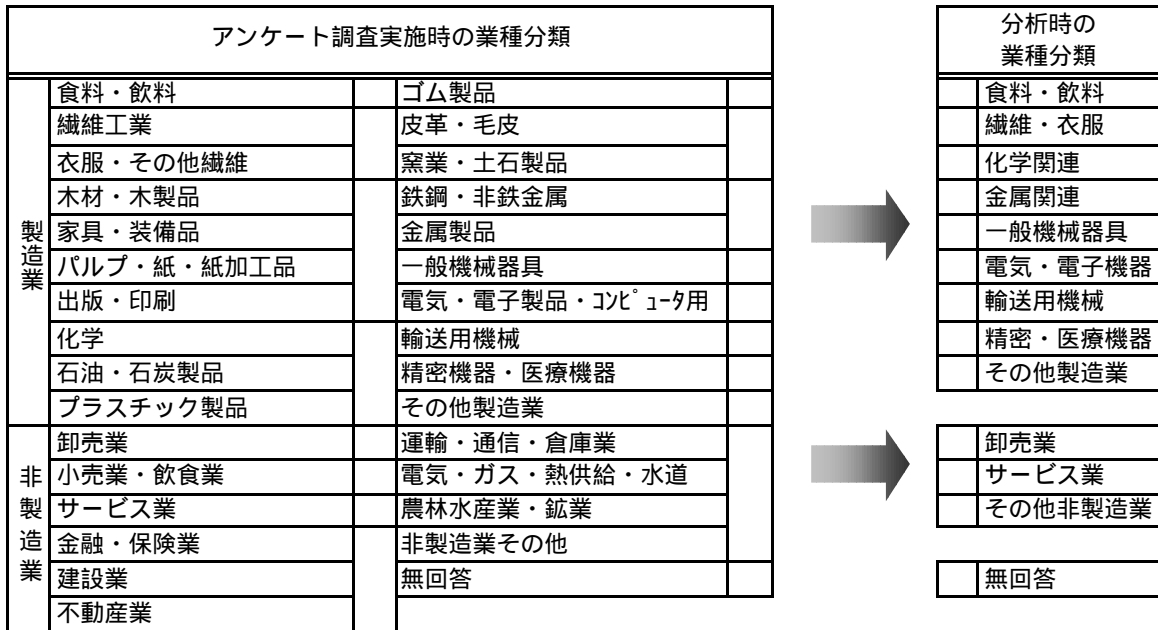 アンケート調査実施時の業種分類
製造業
食料・飲料
繊維工業
衣服・その他繊維
木材・木製品
家具・装備品
パルプ・紙・紙加工品
出版・印刷
化学
石油・石炭製品
プラスチック製品
ゴム製品
皮革・毛皮
窯業・土石製品
鉄鋼・非鉄金属
金属製品
一般機械器具
電気・電子製品・ｺﾝﾋﾟｭｰﾀ用
輸送用機械
精密機器・医療機器
その他製造業
非製造業
卸売業
小売業・飲食業
サービス業
金融・保険業
建設業
不動産業
運輸・通信・倉庫業
電気・ガス・熱供給・水道
農林水産業・鉱業
非製造業その他
無回答
分析時の
業種分類
食料・飲料
繊維・衣服
化学関連
金属関連
一般機械器具
電気・電子機器
輸送用機械
精密・医療機器
その他製造業
卸売業
サービス業
その他非製造業
無回答